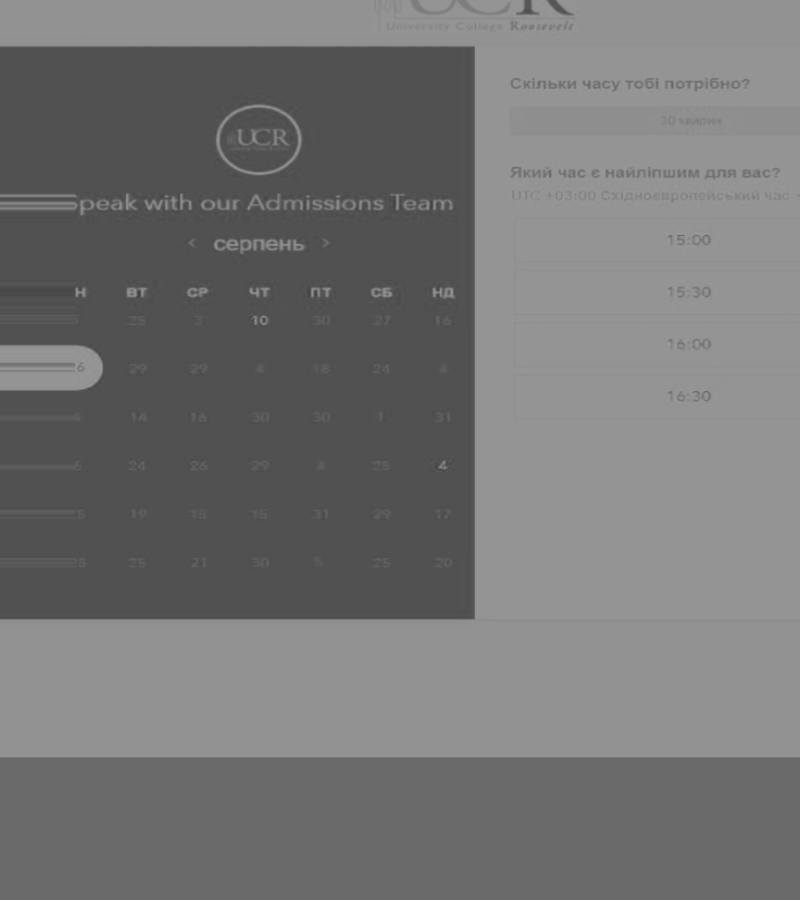 UCR
University College Roosevelt
UCR
peak with our Admissions Team
< серпень >
Н ВТ СР ЧТ ПТ СБ НД
25 3 10 30 27 16
6 29 29 4 18 24 4
14 16 30 30 1 31
6 24 26 29 4 25 4
5 19 15 15 31 29 17
5 25 21 30 5 25 20
Скільки часу тобі потрібно?
30 хвилин
Який час є найліпшим для вас?
UTC +03:00 Східноєвропейський час
15:00
15:30
16:00
16:30